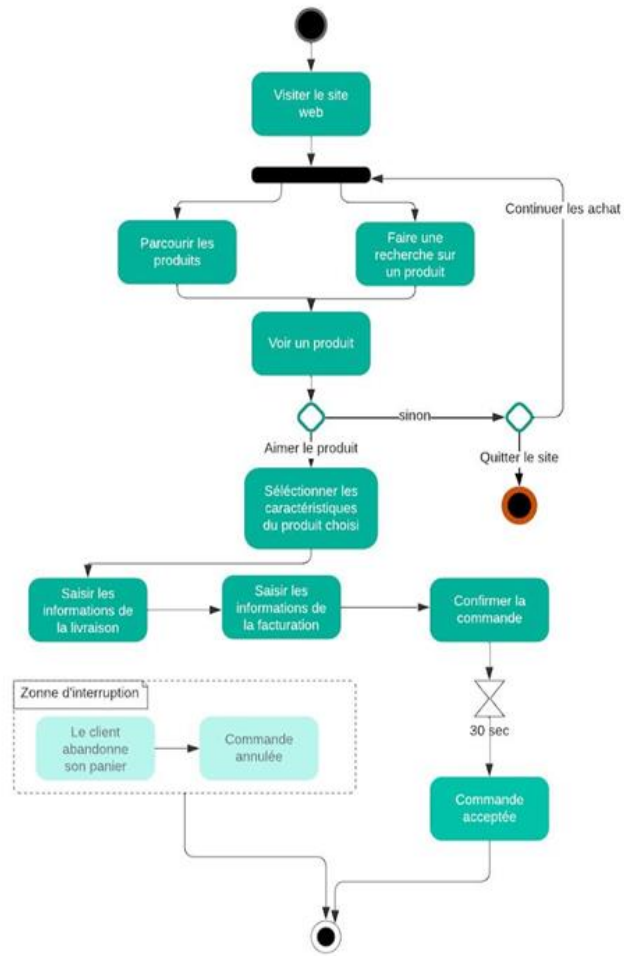 Visiter le site
web
Continuer les achat
Parcourir les
produits
Faire une
recherche sur
un produit
Voir un produit
sinon
Aimer le produit
Quitter le site
Séléctionner les
caractéristiques
du produit choisi
Saisir les
informations de
la livraison
Saisir les
informations de
la facturation
Confirmer la
commande
Zonne d'interruption
Le client
abandonne
son panier
Commande
annulée
30 sec
Commande
acceptée